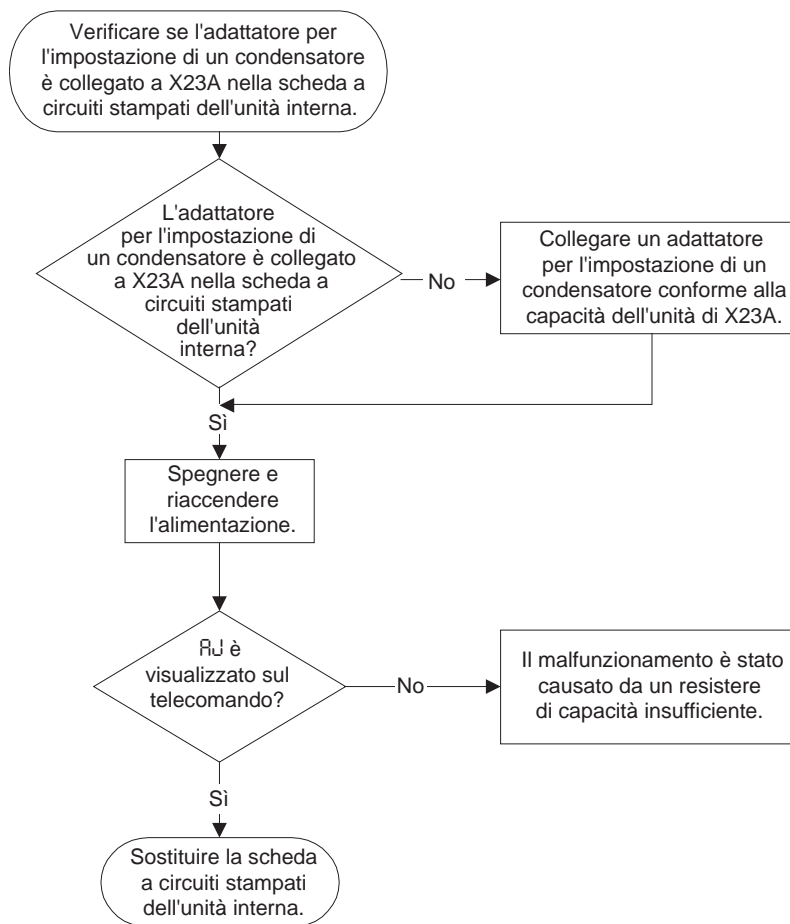 Verificare se l'adattatore per
l'impostazione di un condensatore
è collegato a X23A nella scheda a
circuiti stampati dell'unità interna.
L'adattatore
per l'impostazione di
un condensatore è collegato
a X23A nella scheda a
circuiti stampati
dell'unità
interna?
No
Collegare un adattatore
per l'impostazione di un
condensatore conforme alla
capacità dell'unità di X23A.
Sì
Spegnere e
riaccendere
l'alimentazione.
AJ è
visualizzato sul
telecomando?
No
Il malfunzionamento è stato
causato da un resistere
di capacità insufficiente.
Sì
Sostituire la scheda
a circuiti stampati
dell'unità interna.